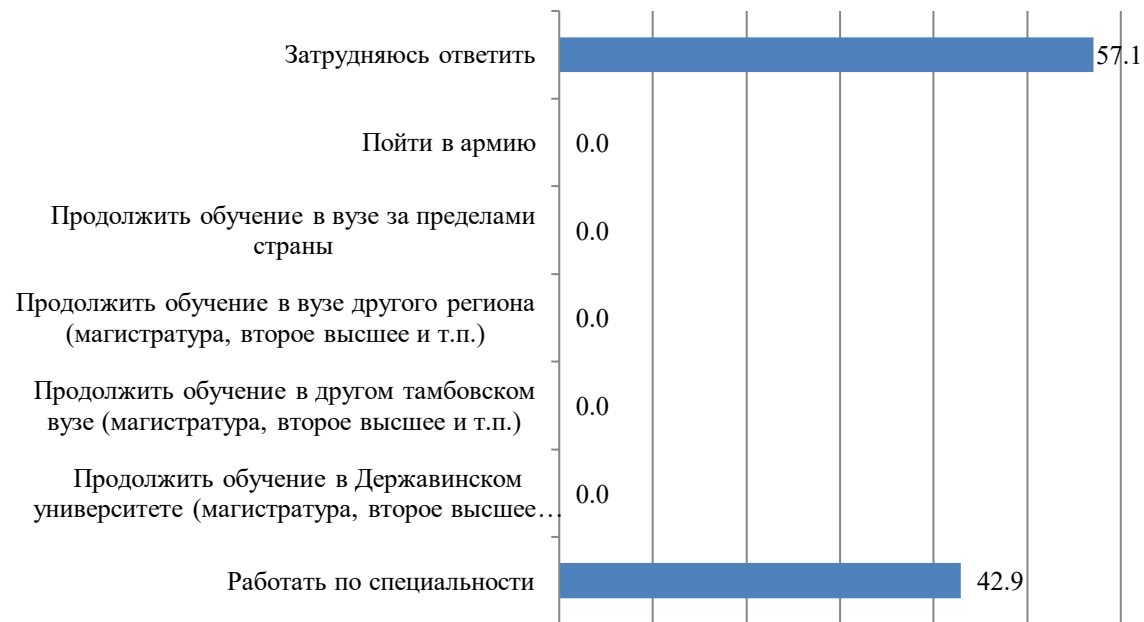 Затрудняюсь ответить
57.1
Пойти в армию
0.0
Продолжить обучение в вузе за пределами
страны
0.0
Продолжить обучение в вузе другого региона
(магистратура, второе высшее и т.п.)
0.0
Продолжить обучение в другом тамбовском
вузе (магистратура, второе высшее и т.п.)
0.0
Продолжить обучение в Державинском
университете (магистратура, второе высшее…
0.0
Работать по специальности
42.9